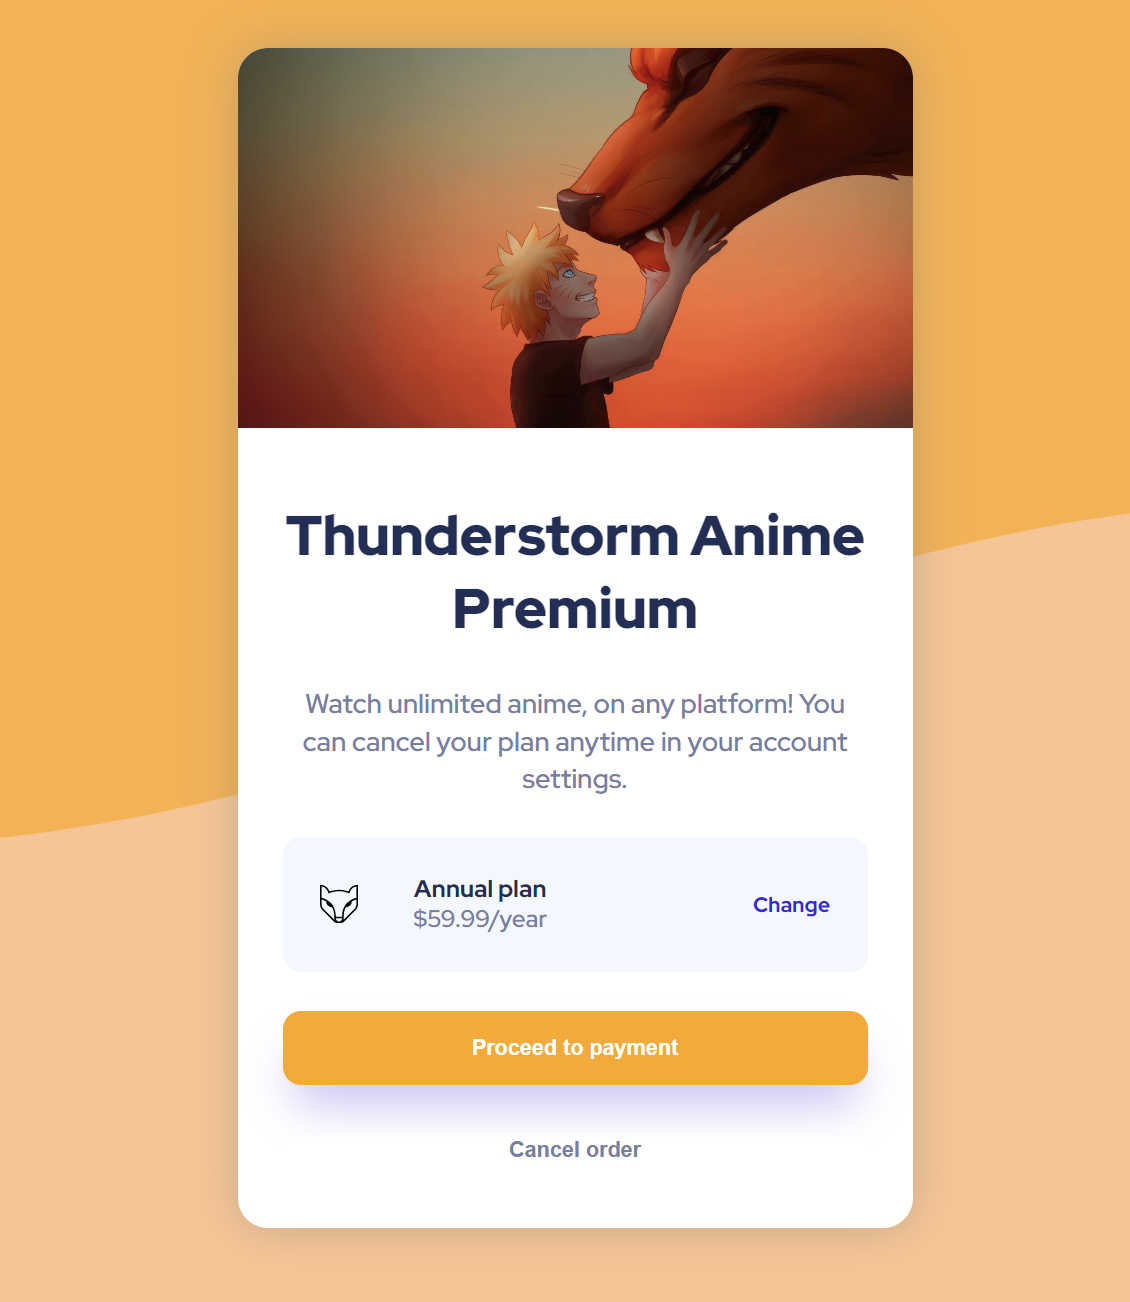 Thunderstorm Anime
Premium
Watch unlimited anime, on any platform! You
can cancel your plan anytime in your account
settings.
Annual plan
$59.99/year
Change
Proceed to payment
Cancel order